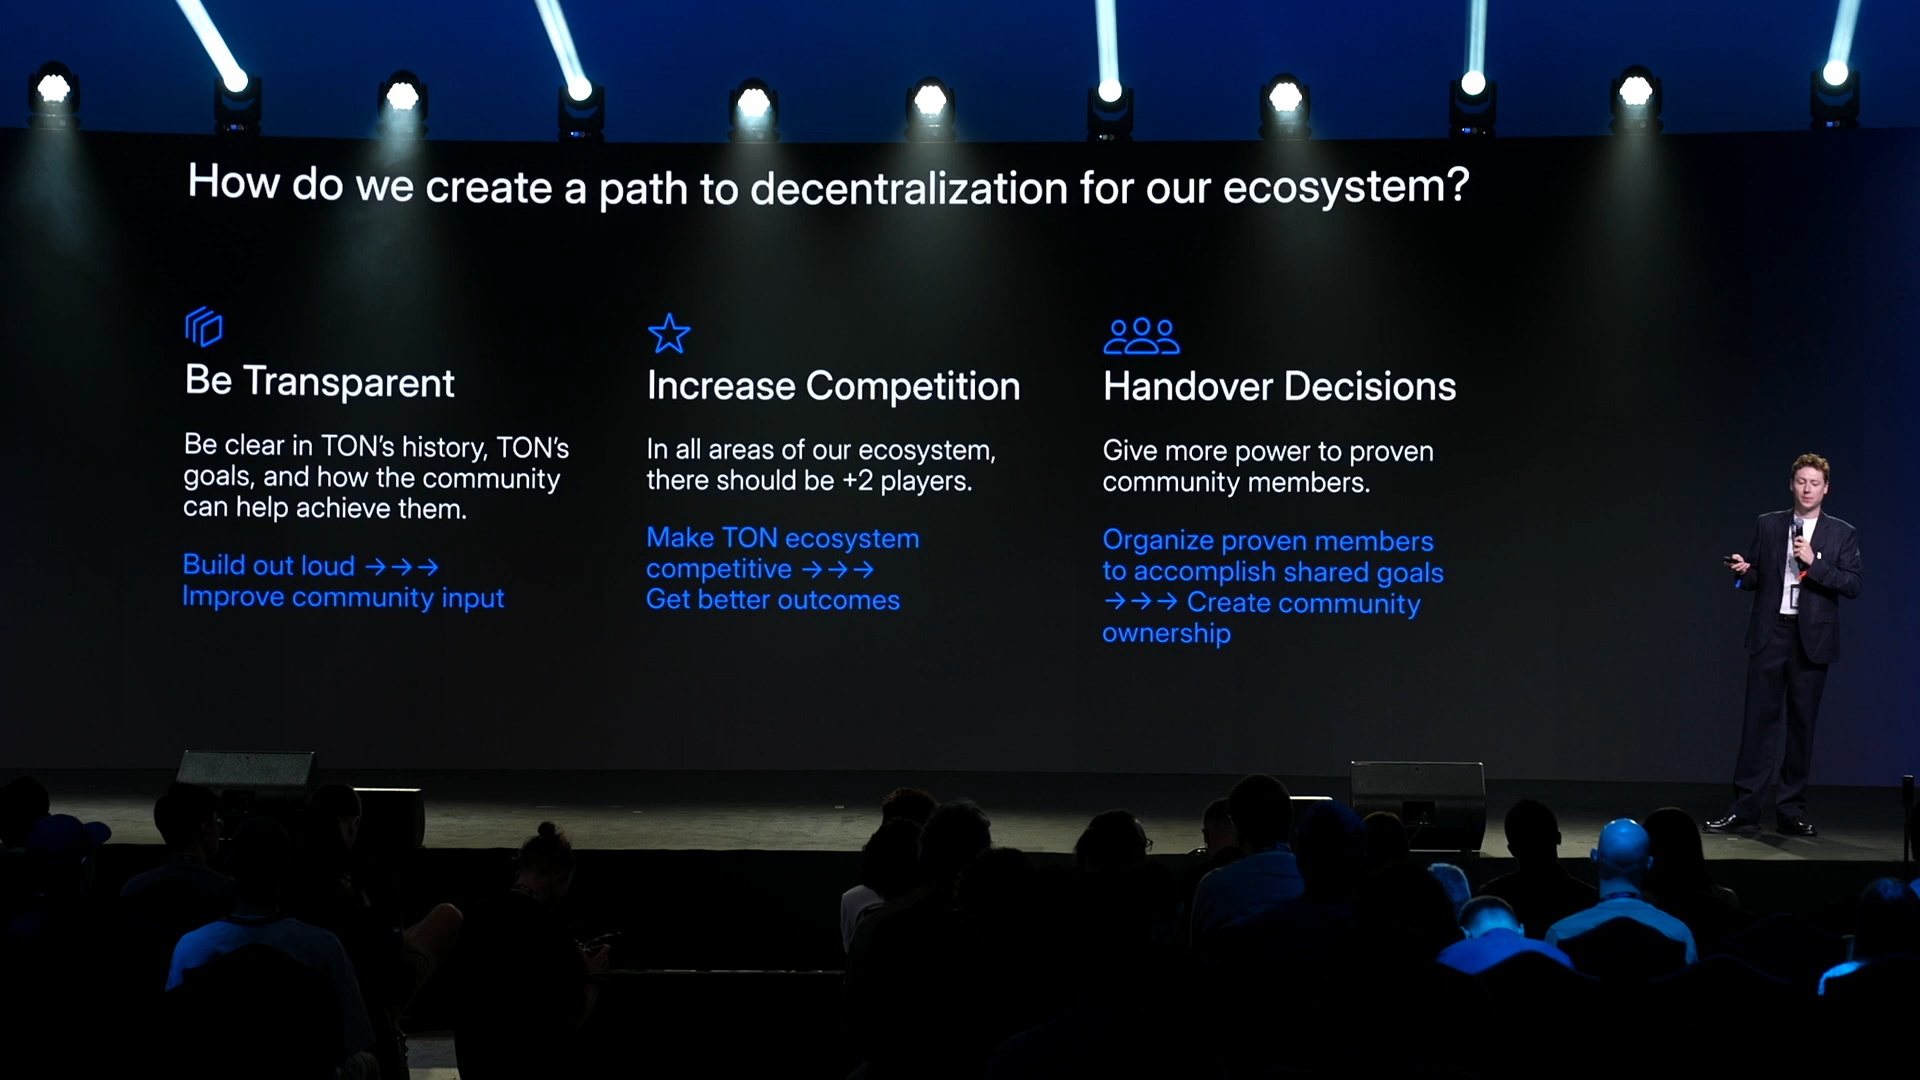 How do we create a path to decentralization for our ecosystem?
Be Transparent
Be clear in TON's history, TON's
goals, and how the community
can help achieve them.
Build out loud →→→
Improve community input
Increase Competition
In all areas of our ecosystem,
there should be +2 players.
Make TON ecosystem
competitive →→→
Get better outcomes
Handover Decisions
Give more power to proven
community members.
Organize proven members
to accomplish shared goals
→→→ Create community
ownership